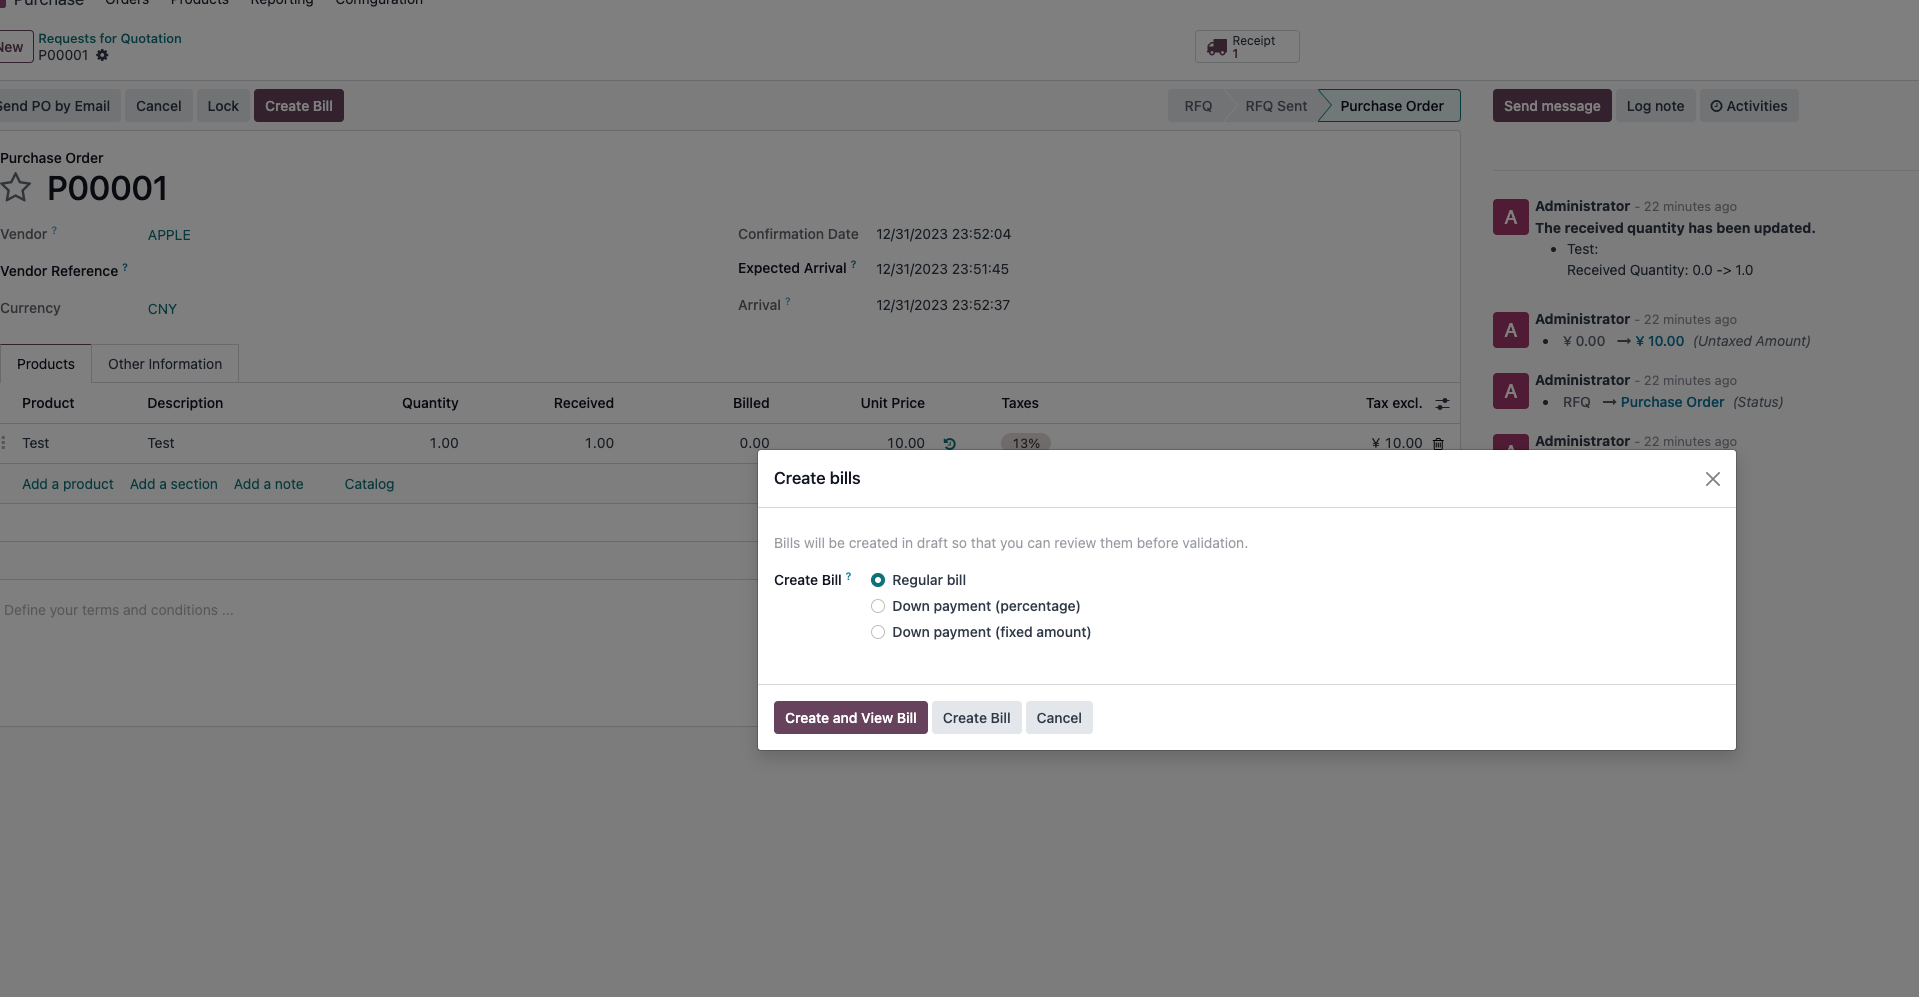 Purchase Orders Products Reporting Configuration
New
Requests for Quotation
P00001
Receipt
1
Send PO by Email Cancel Lock Create Bill
RFQ RFQ Sent Purchase Order
Send message Log note Activities
Purchase Order
P00001
Vendor ? APPLE
Vendor Reference ?
Currency CNY
Confirmation Date 12/31/2023 23:52:04
Expected Arrival ? 12/31/2023 23:51:45
Arrival ? 12/31/2023 23:52:37
Products Other Information
Product Description Quantity Received Billed Unit Price Taxes Tax excl.
Test Test 1.00 1.00 0.00 10.00 13% ¥ 10.00
Add a product Add a section Add a note Catalog
Define your terms and conditions ...
A
Administrator - 22 minutes ago
The received quantity has been updated.
• Test:
Received Quantity: 0.0 -> 1.0
A
Administrator - 22 minutes ago
• ¥ 0.00 → ¥ 10.00 (Untaxed Amount)
A
Administrator - 22 minutes ago
• RFQ → Purchase Order (Status)
Administrator - 22 minutes ago
Create bills
Bills will be created in draft so that you can review them before validation.
Create Bill ?
Regular bill
Down payment (percentage)
Down payment (fixed amount)
Create and View Bill Create Bill Cancel